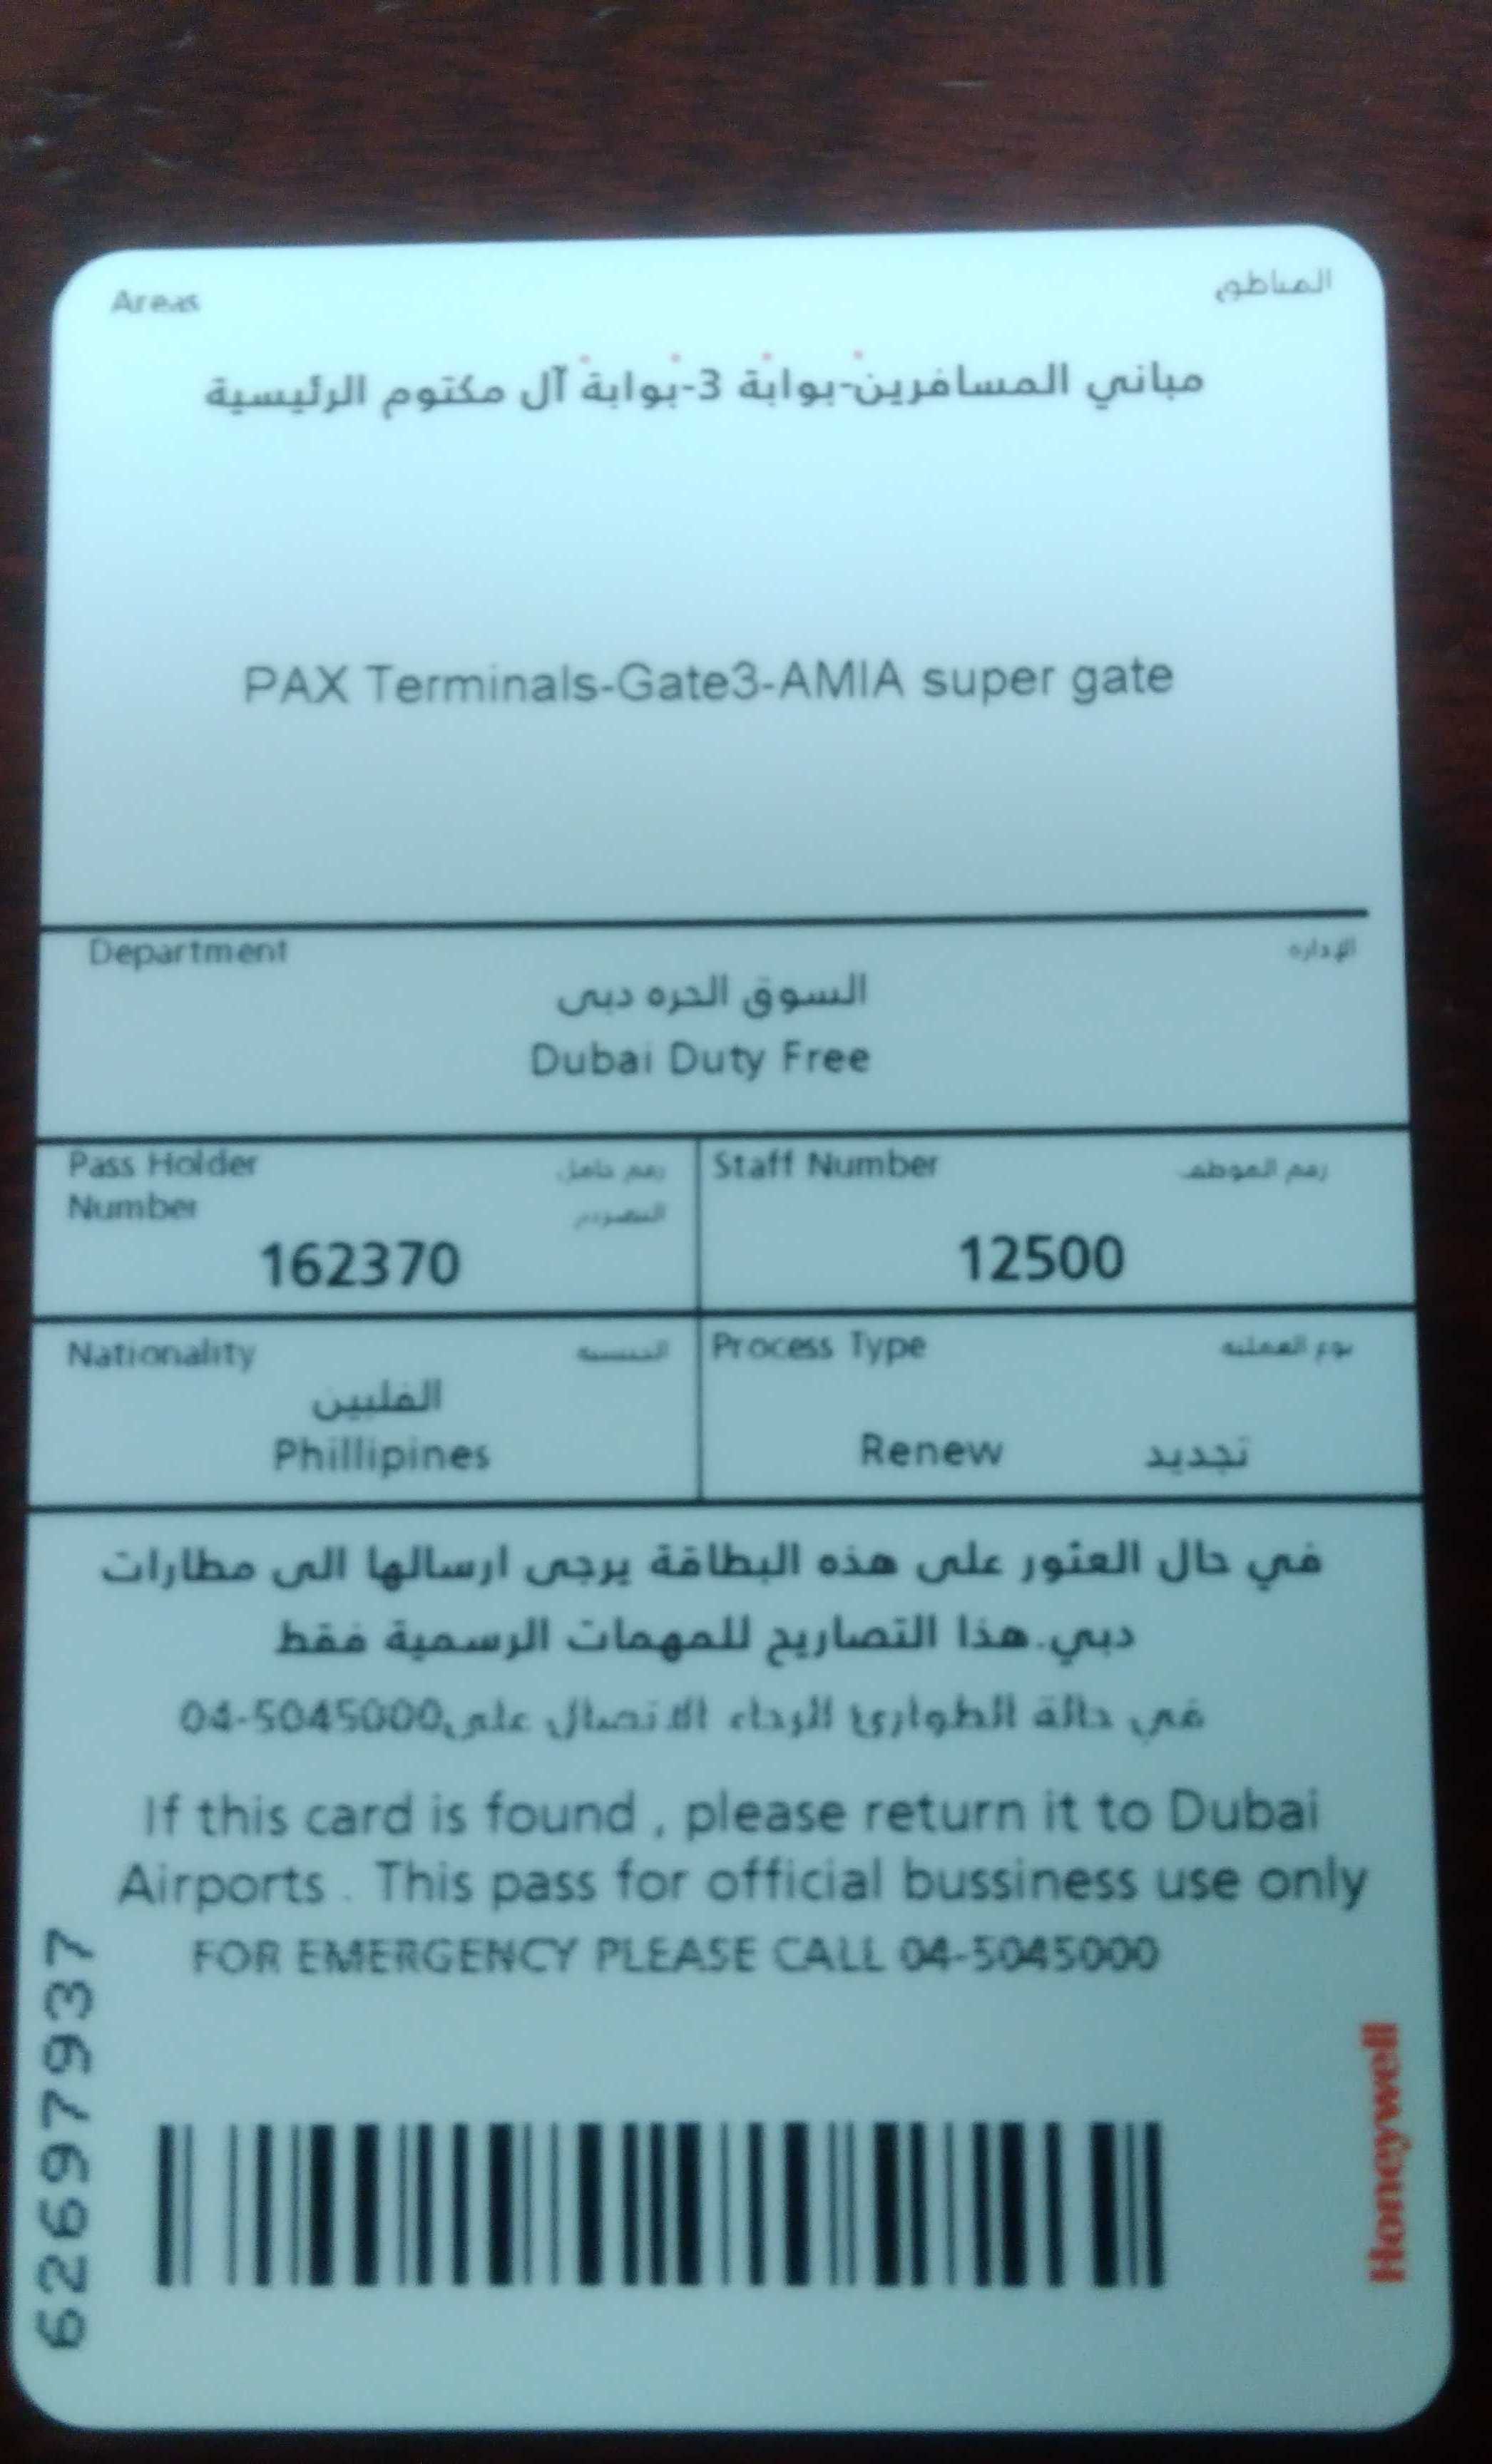 Areas المناطق
مباني المسافرين-بوابة 3-بوابة آل مكتوم الرئيسية
PAX Terminals-Gate3-AMIA super gate
Department الإدارة
السوق الحره دبى
Dubai Duty Free
Pass Holder رقم حامل
Number التصريح
162370
Staff Number رقم الموظف
12500
Nationality الجنسية
الفلبين
Phillipines
Process Type نوع العملية
Renew تجديد
في حال العثور على هذه البطاقة يرجى ارسالها الى مطارات
دبي.هذا التصاريح للمهمات الرسمية فقط
في حالة الطوارئ الرجاء الاتصال على04-5045000
If this card is found , please return it to Dubai
Airports . This pass for official bussiness use only
FOR EMERGENCY PLEASE CALL 04-5045000
62697937
Honeywell